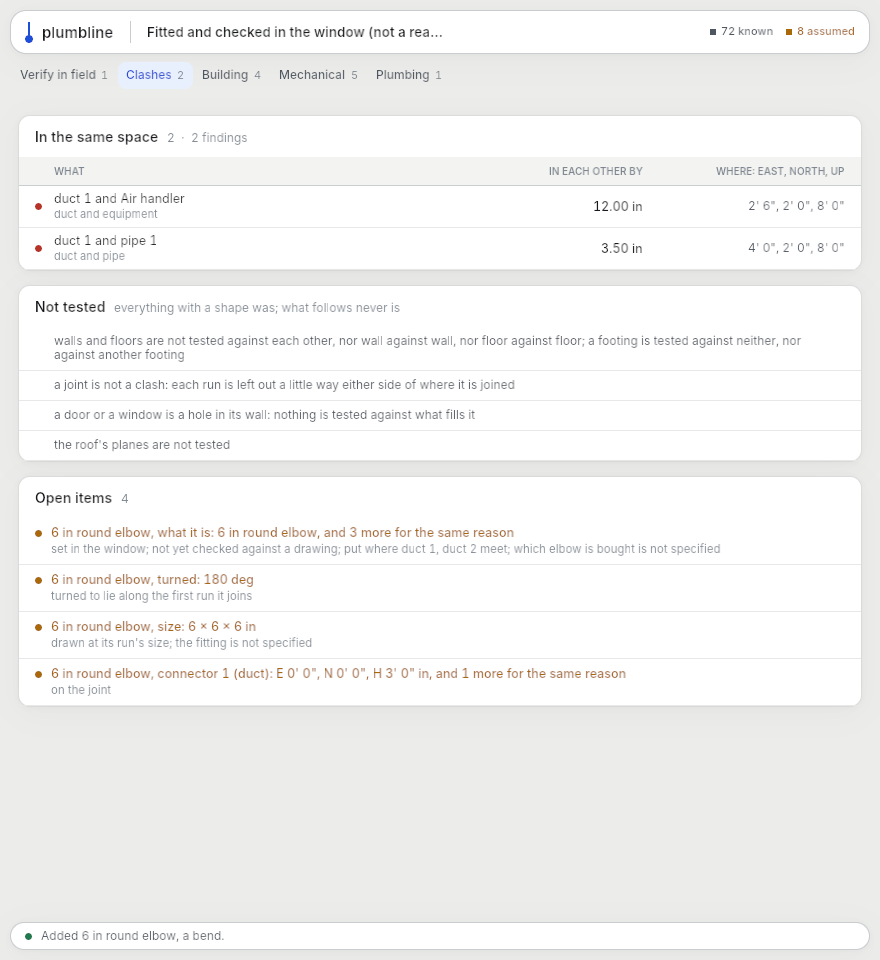 plumbline
Fitted and checked in the window (not a rea...
72 known
8 assumed
Verify in field 1
Clashes 2
Building 4
Mechanical 5
Plumbing 1
In the same space 2 · 2 findings
WHAT
IN EACH OTHER BY
WHERE: EAST, NORTH, UP
duct 1 and Air handler
duct and equipment
12.00 in
2' 6", 2' 0", 8' 0"
duct 1 and pipe 1
duct and pipe
3.50 in
4' 0", 2' 0", 8' 0"
Not tested everything with a shape was; what follows never is
walls and floors are not tested against each other, nor wall against wall, nor floor against floor; a footing is tested against neither, nor
against another footing
a joint is not a clash: each run is left out a little way either side of where it is joined
a door or a window is a hole in its wall: nothing is tested against what fills it
the roof's planes are not tested
Open items 4
6 in round elbow, what it is: 6 in round elbow, and 3 more for the same reason
set in the window; not yet checked against a drawing; put where duct 1, duct 2 meet; which elbow is bought is not specified
6 in round elbow, turned: 180 deg
turned to lie along the first run it joins
6 in round elbow, size: 6 × 6 × 6 in
drawn at its run's size; the fitting is not specified
6 in round elbow, connector 1 (duct): E 0' 0", N 0' 0", H 3' 0" in, and 1 more for the same reason
on the joint
Added 6 in round elbow, a bend.